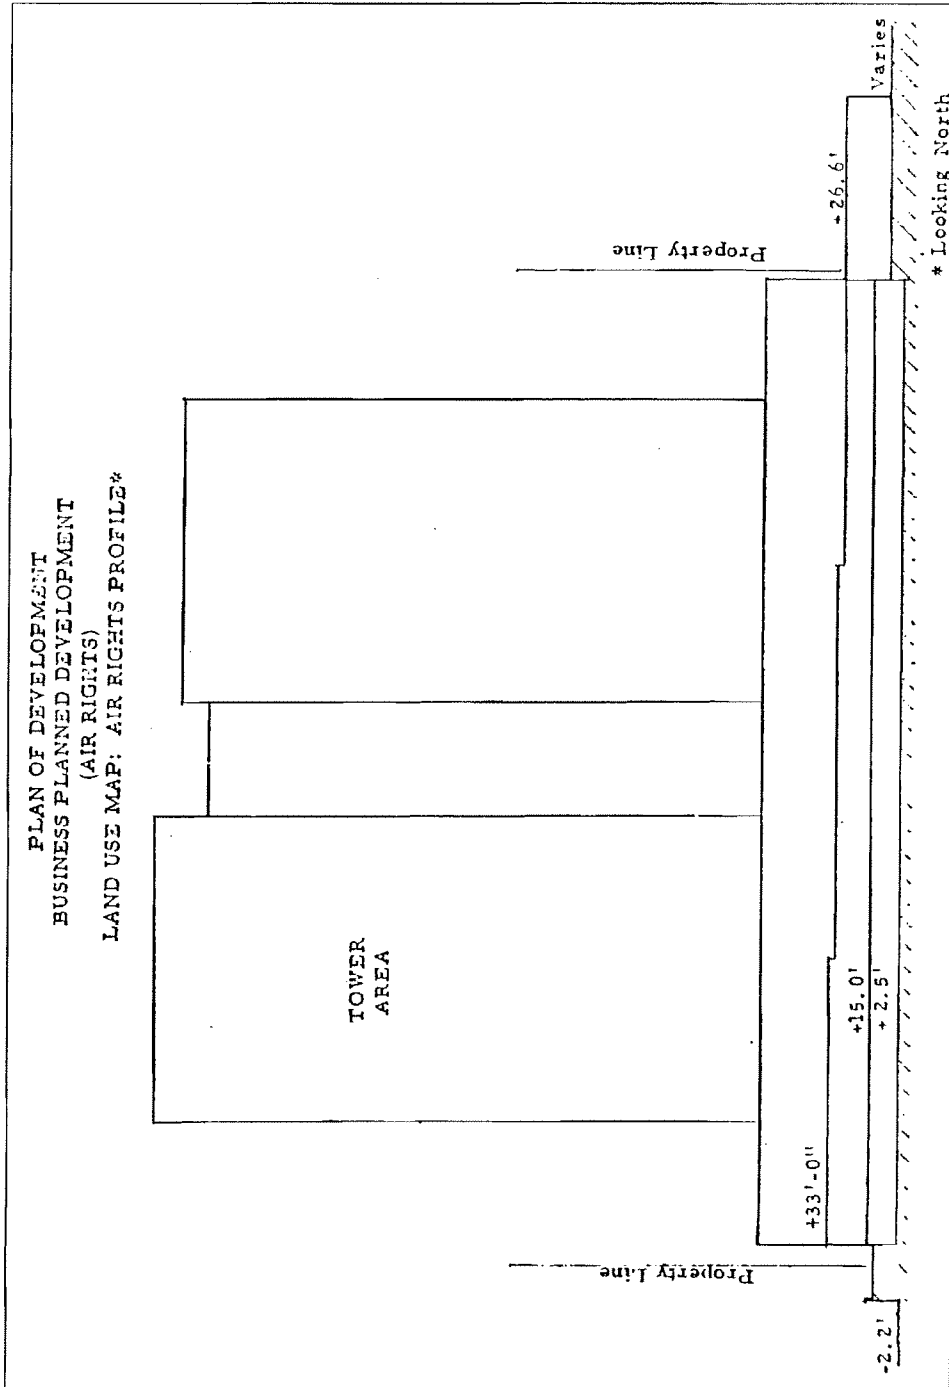 PLAN OF DEVELOPMENT
BUSINESS PLANNED DEVELOPMENT
(AIR RIGHTS)
LAND USE MAP: AIR RIGHTS PROFILE*
TOWER
AREA
Property Line
Property Line
+33'-0"
+26.6'
Varies
+15.0'
+2.5'
-2.2'
* Looking North